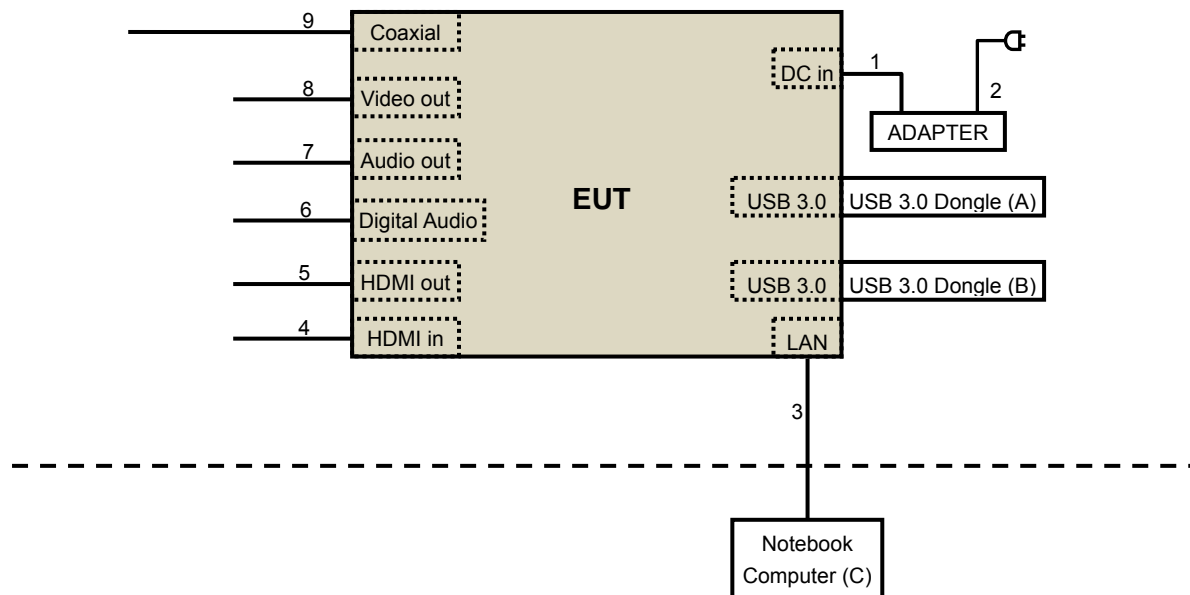 9
Coaxial
8
Video out
7
Audio out
6
Digital Audio
5
HDMI out
4
HDMI in
EUT
DC in
1
2
ADAPTER
USB 3.0
USB 3.0 Dongle (A)
USB 3.0
USB 3.0 Dongle (B)
LAN
3
Notebook
Computer (C)